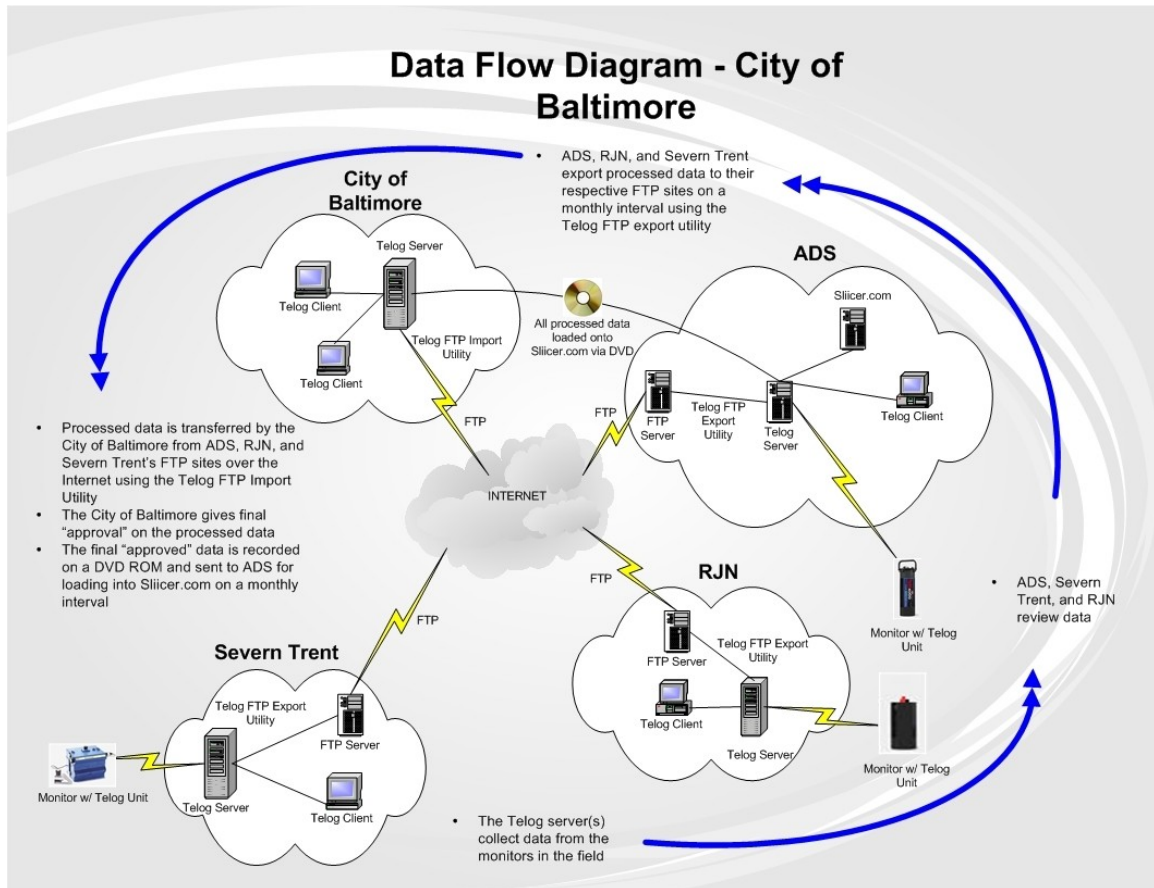 Data Flow Diagram - City of
Baltimore
• ADS, RJN, and Severn Trent
export processed data to their
respective FTP sites on a
monthly interval using the
Telog FTP export utility
City of
Baltimore
Telog Server
Telog Client
Telog Client
Telog FTP Import
Utility
FTP
All processed data
loaded onto
Sliicer.com via DVD
ADS
Sliicer.com
FTP
FTP
Server
Telog FTP
Export
Utility
Telog
Server
Telog Client
Monitor w/ Telog
Unit
• Processed data is transferred by the
City of Baltimore from ADS, RJN, and
Severn Trent's FTP sites over the
Internet using the Telog FTP Import
Utility
• The City of Baltimore gives final
“approval” on the processed data
• The final “approved” data is recorded
on a DVD ROM and sent to ADS for
loading into Sliicer.com on a monthly
interval
INTERNET
FTP
RJN
FTP Server
Telog FTP Export
Utility
Telog Client
Telog Server
Monitor w/ Telog
Unit
• ADS, Severn
Trent, and RJN
review data
FTP
Severn Trent
Telog FTP Export
Utility
FTP Server
Telog Server
Telog Client
Monitor w/ Telog Unit
• The Telog server(s)
collect data from the
monitors in the field